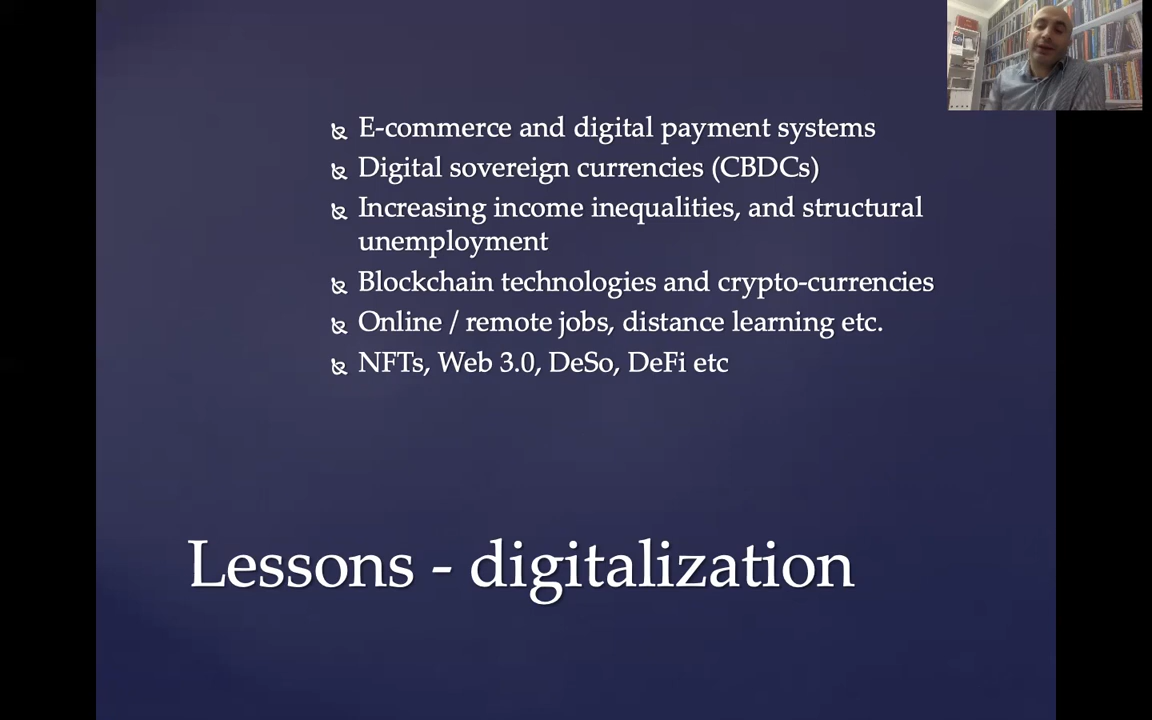 E-commerce and digital payment systems
Digital sovereign currencies (CBDCs)
Increasing income inequalities, and structural
unemployment
Blockchain technologies and crypto-currencies
Online / remote jobs, distance learning etc.
NFTs, Web 3.0, DeSo, DeFi etc
Lessons - digitalization